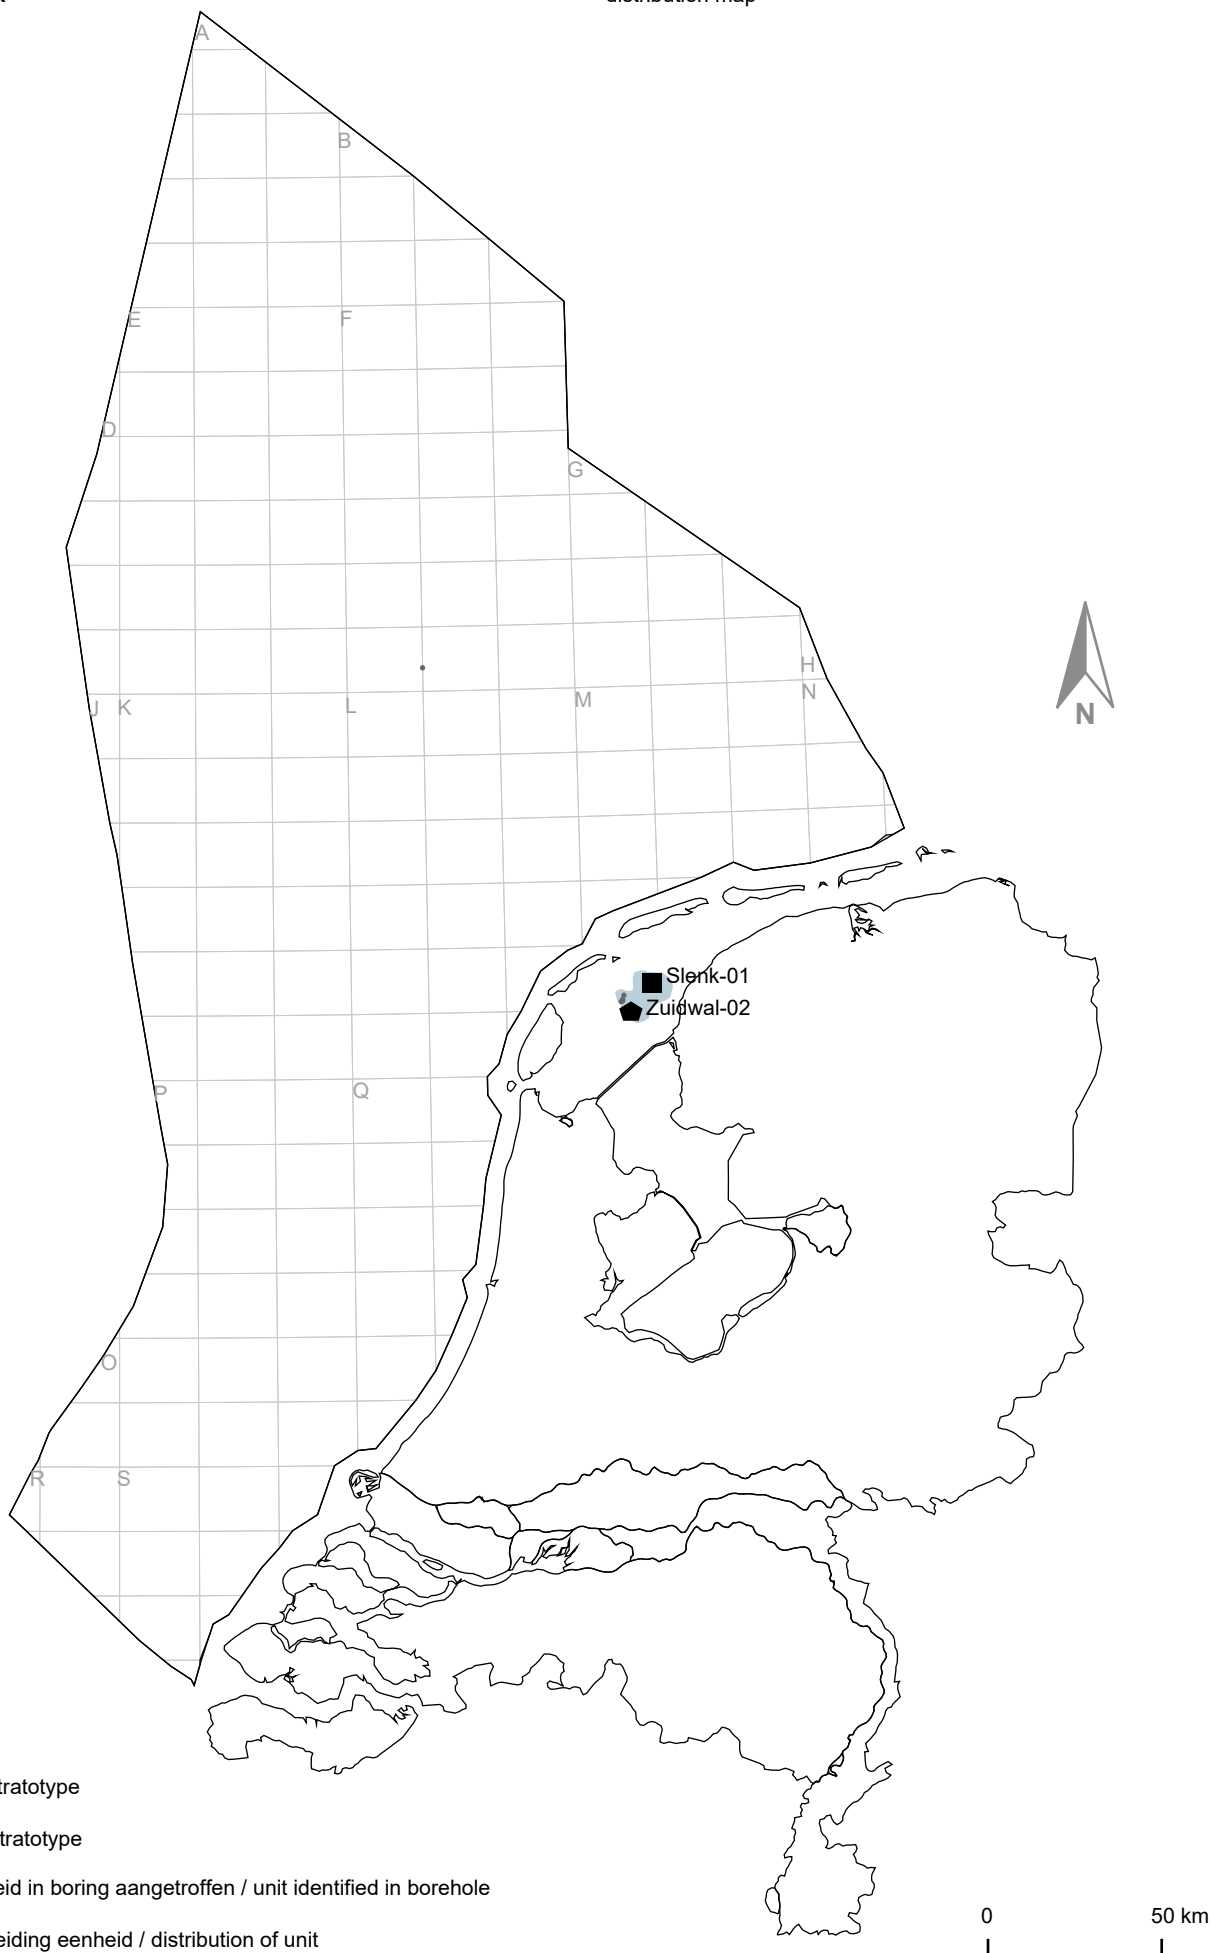 distribution map
A
B
E
F
D
G
H
J K
L
M
N
N
Slenk-01
Zuidwal-02
P
Q
O
R
S
tratotype
tratotype
eid in boring aangetroffen / unit identified in borehole
eiding eenheid / distribution of unit
0
50 km